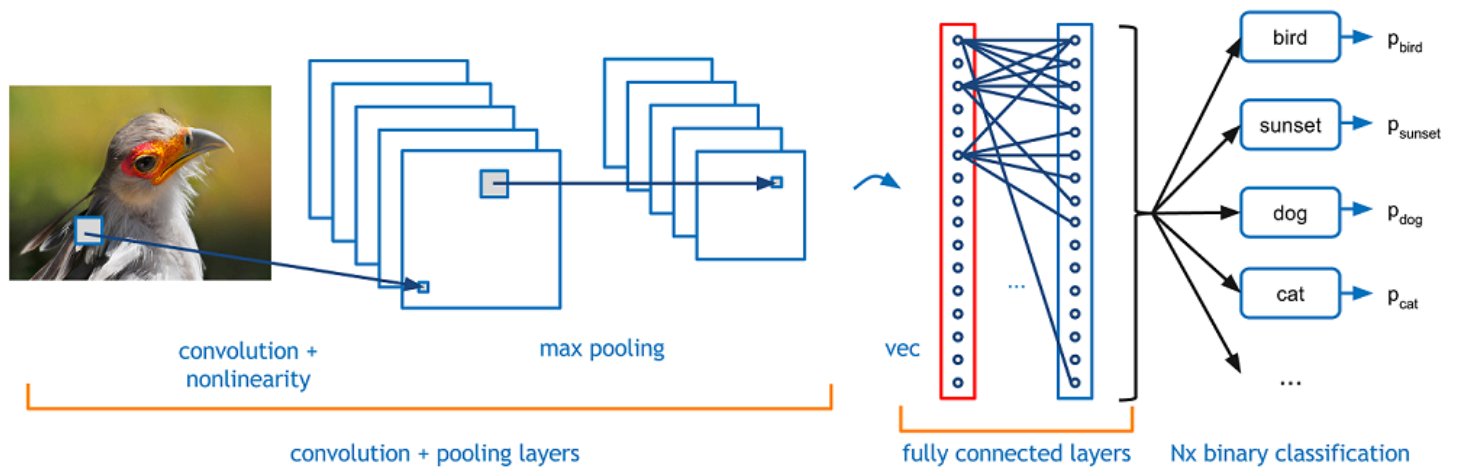 convolution +
nonlinearity
max pooling
convolution + pooling layers
vec
...
fully connected layers
bird
p_bird
sunset
p_sunset
dog
p_dog
cat
p_cat
...
Nx binary classification